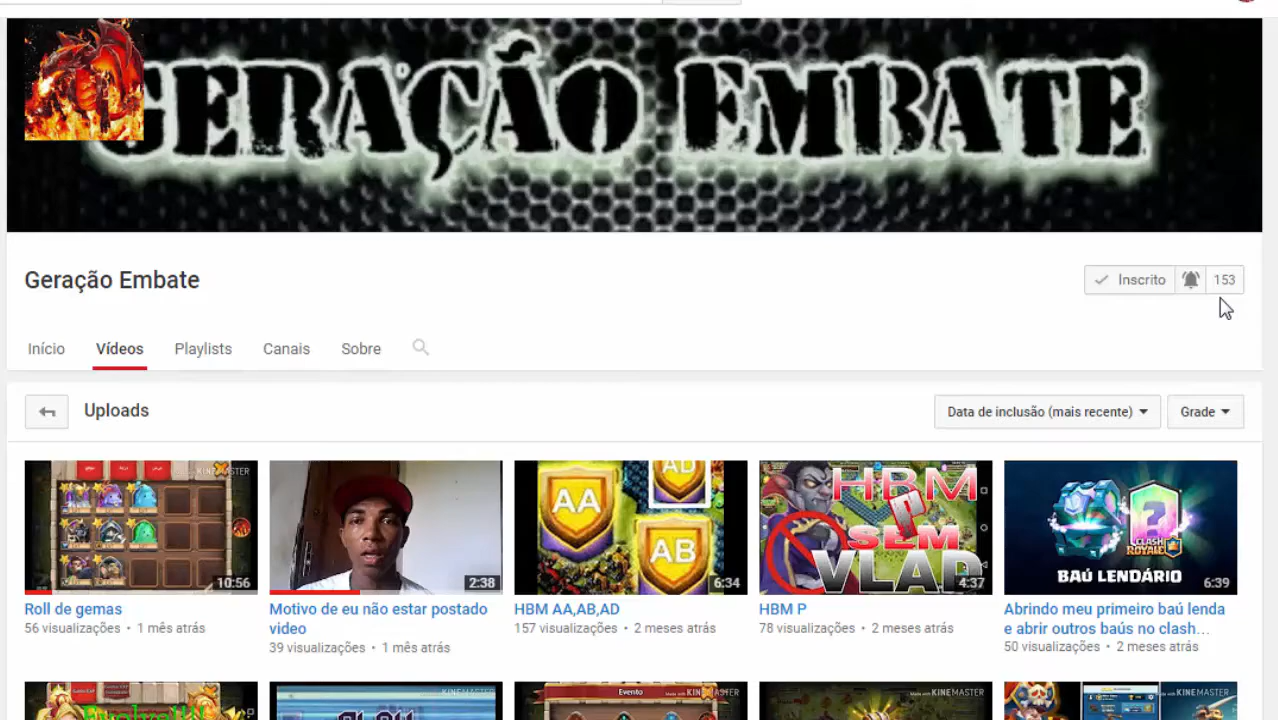 GERAÇÃO EMBATE
Geração Embate
Inscrito 153
Início Vídeos Playlists Canais Sobre
Uploads
Data de inclusão (mais recente) Grade
KINEMASTER
10:56
2:38
AA
AD
AB
6:34
HBM
P
SEM
VLAD
4:37
CLASH
ROYALE
BAÚ LENDÁRIO
6:39
Roll de gemas
56 visualizações • 1 mês atrás
Motivo de eu não estar postado
video
39 visualizações • 1 mês atrás
HBM AA,AB,AD
157 visualizações • 2 meses atrás
HBM P
78 visualizações • 2 meses atrás
Abrindo meu primeiro baú lenda
e abrir outros baús no clash...
50 visualizações • 2 meses atrás
Evento
Made with KINEMASTER
Made with KINEMASTER